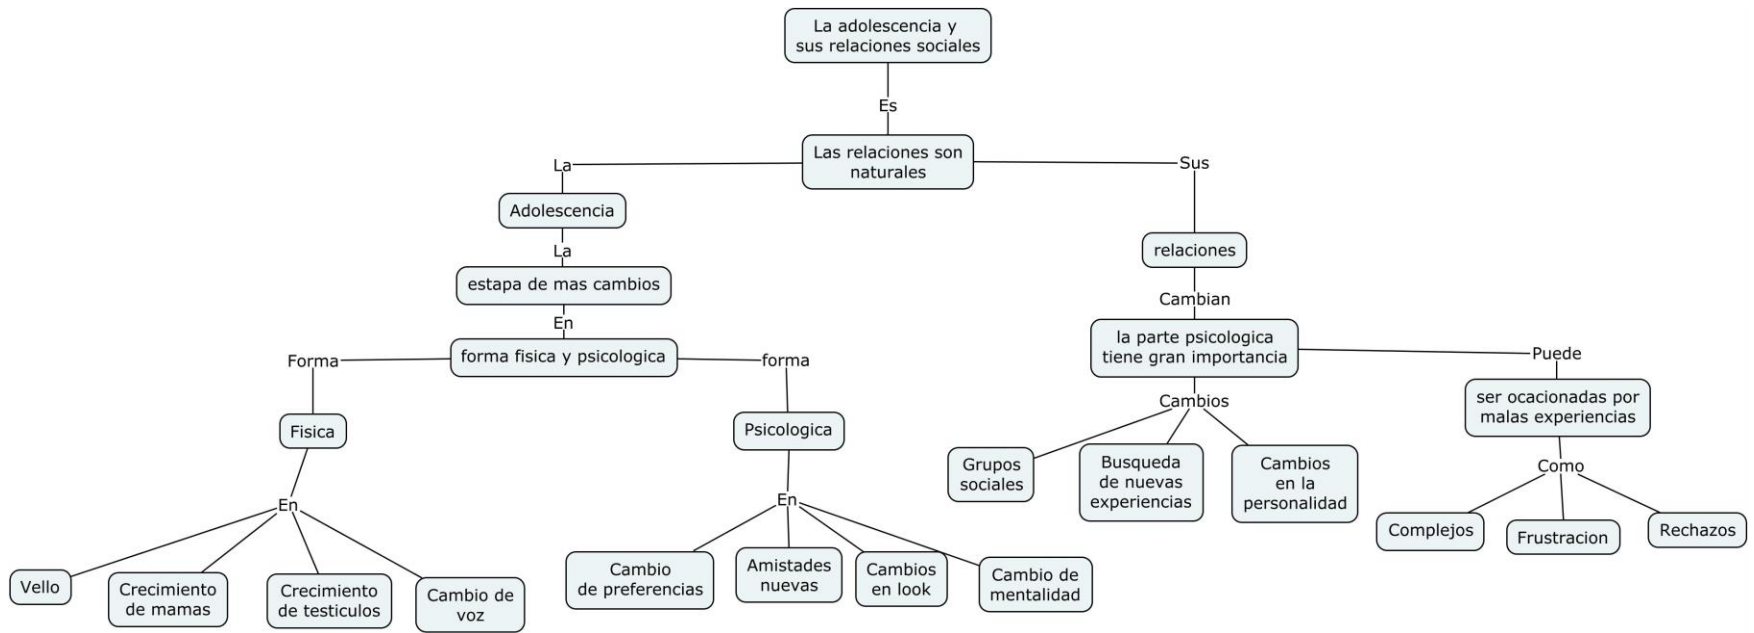 La adolescencia y
sus relaciones sociales
Es
Las relaciones son
naturales
La
Sus
Adolescencia
relaciones
La
estapa de mas cambios
Cambian
En
forma fisica y psicologica
la parte psicologica
tiene gran importancia
Forma
forma
Puede
Fisica
Psicologica
Cambios
ser ocacionadas por
malas experiencias
Grupos
sociales
Busqueda
de nuevas
experiencias
Cambios
en la
personalidad
Como
En
En
Complejos
Frustracion
Rechazos
Vello
Crecimiento
de mamas
Crecimiento
de testiculos
Cambio de
voz
Cambio
de preferencias
Amistades
nuevas
Cambios
en look
Cambio de
mentalidad